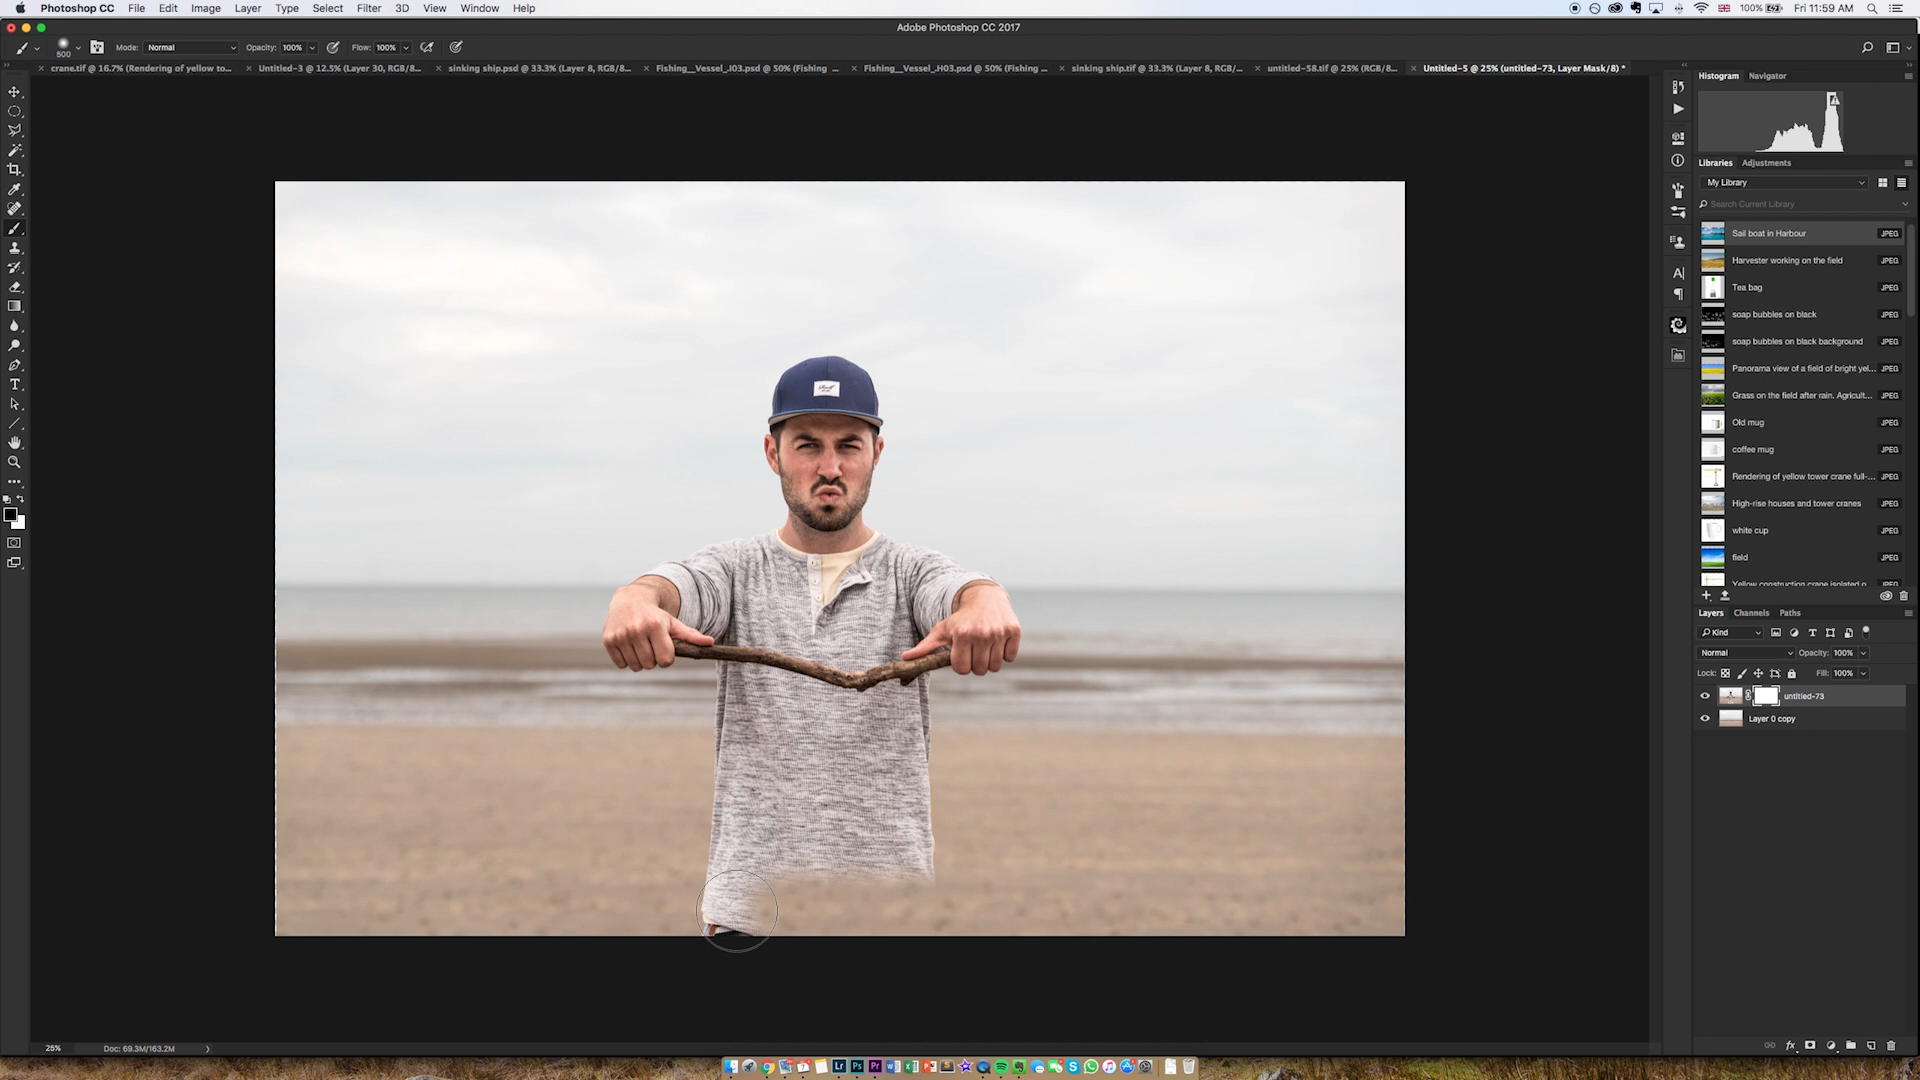 Photoshop CC File Edit Image Layer Type Select Filter 3D View Window Help 100% Fri 11:59 AM
Adobe Photoshop CC 2017
500 Mode: Normal Opacity: 100% Flow: 100%
crane.tif @ 16.7% (Rendering of yellow to... Untitled-3 @ 12.5% (Layer 30, RGB/8... sinking ship.psd @ 33.3% (Layer 8, RGB/8... Fishing__Vessel_.I03.psd @ 50% (Fishing ... Fishing__Vessel_.H03.psd @ 50% (Fishing ... sinking ship.tif @ 33.3% (Layer 8, RGB/... untitled-58.tif @ 25% (RGB/8... Untitled-5 @ 25% (untitled-73, Layer Mask/8) *
Histogram Navigator
Libraries Adjustments
My Library
Search Current Library
Sail boat in Harbour JPEG
Harvester working on the field JPEG
Tea bag JPEG
soap bubbles on black JPEG
soap bubbles on black background JPEG
Panorama view of a field of bright yel... JPEG
Grass on the field after rain. Agricult... JPEG
Old mug JPEG
coffee mug JPEG
Rendering of yellow tower crane full-... JPEG
High-rise houses and tower cranes JPEG
white cup JPEG
field JPEG
Yellow construction crane isolated o JPEG
Layers Channels Paths
Kind
Normal Opacity: 100%
Lock: Fill: 100%
untitled-73
Layer 0 copy
25% Doc: 69.3M/163.2M